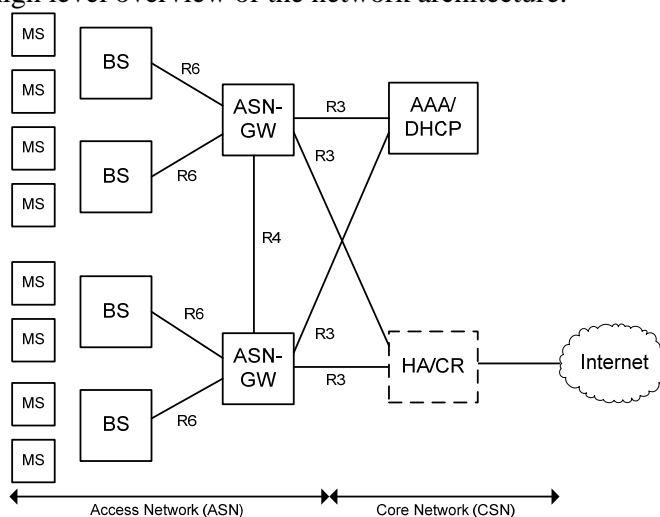 high level overview of the network architecture.
MS
MS
MS
MS
MS
MS
MS
MS
BS
BS
BS
BS
R6
R6
R6
R6
ASN-
GW
ASN-
GW
R4
R3
R3
R3
R3
AAA/
DHCP
HA/CR
Internet
Access Network (ASN)
Core Network (CSN)